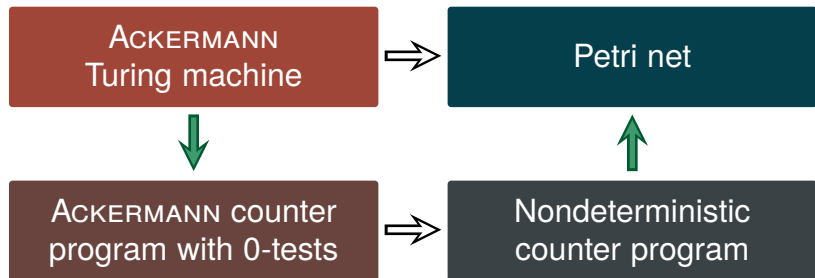 ACKERMANN
Turing machine
Petri net
ACKERMANN counter
program with 0-tests
Nondeterministic
counter program